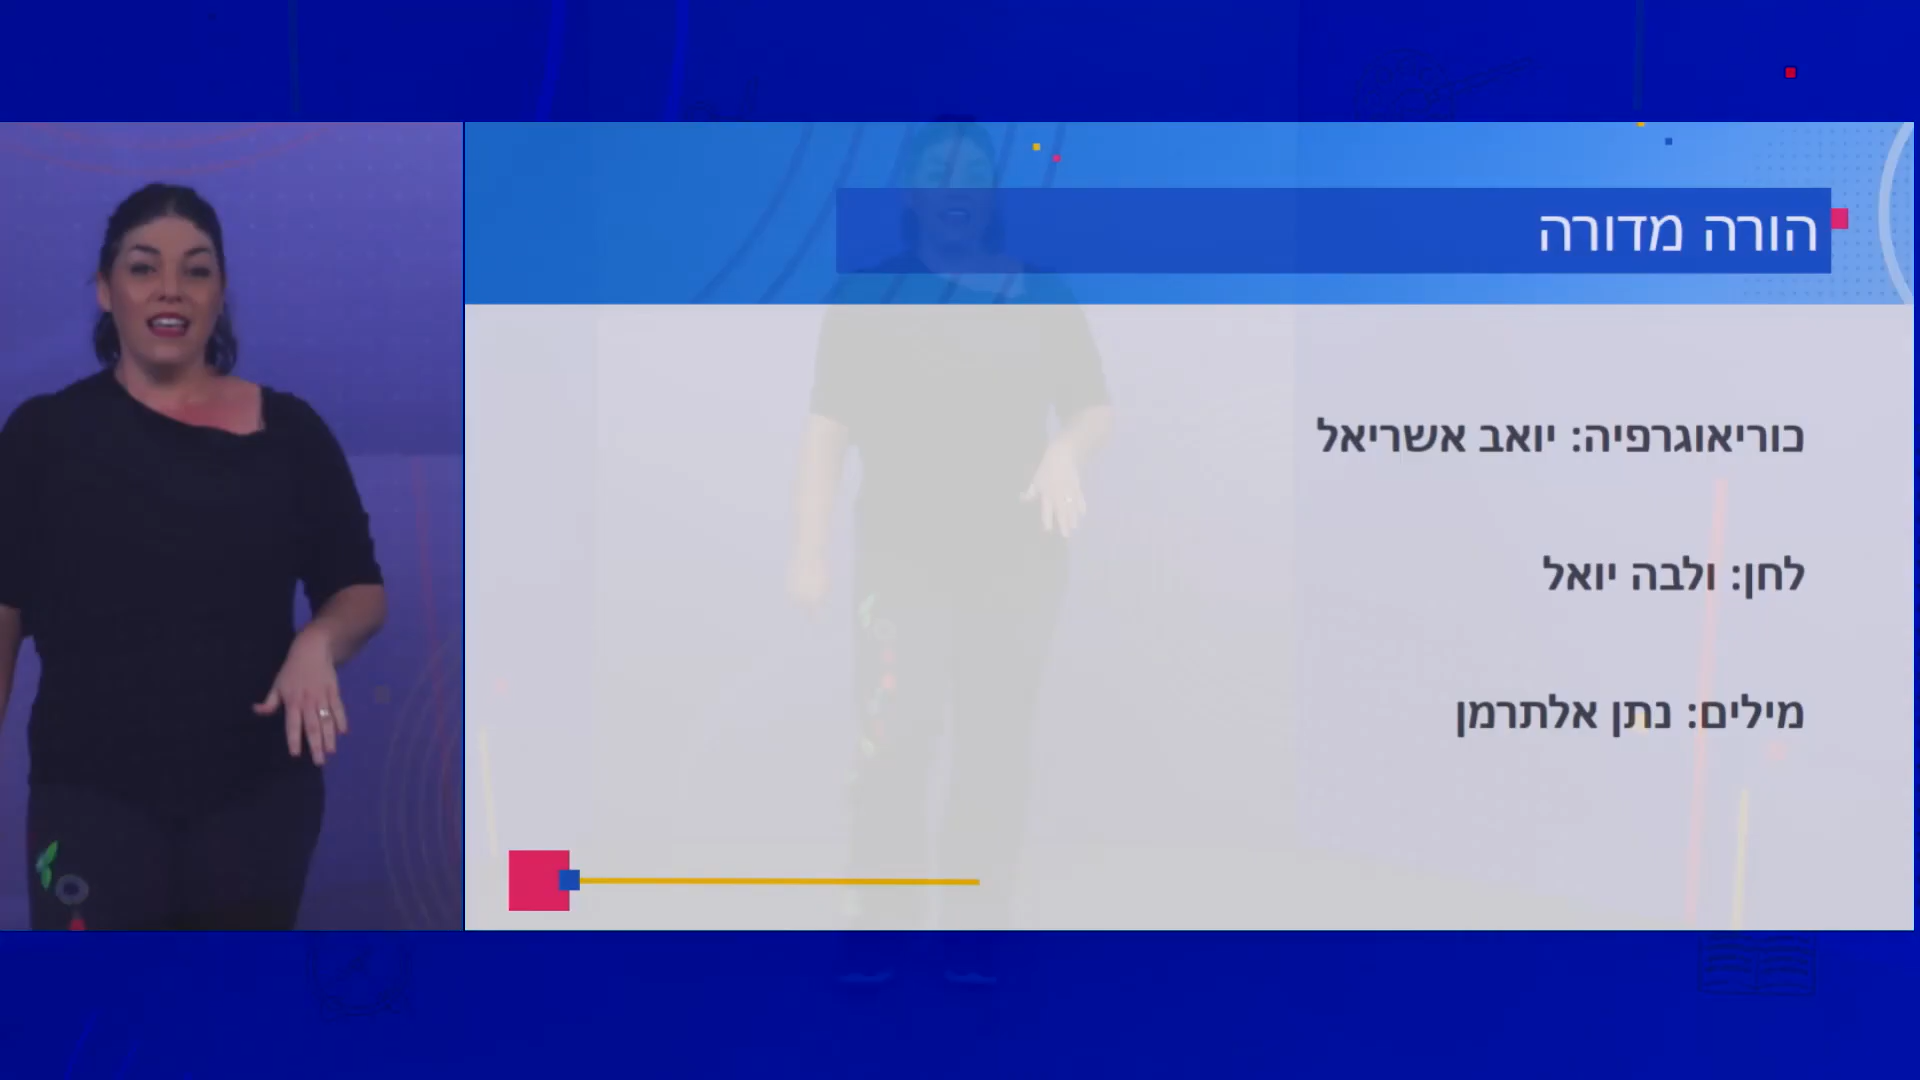 הורה מדורה
כוריאוגרפיה: יואב אשריאל
לחן: ולבה יואל
מילים: נתן אלתרמן